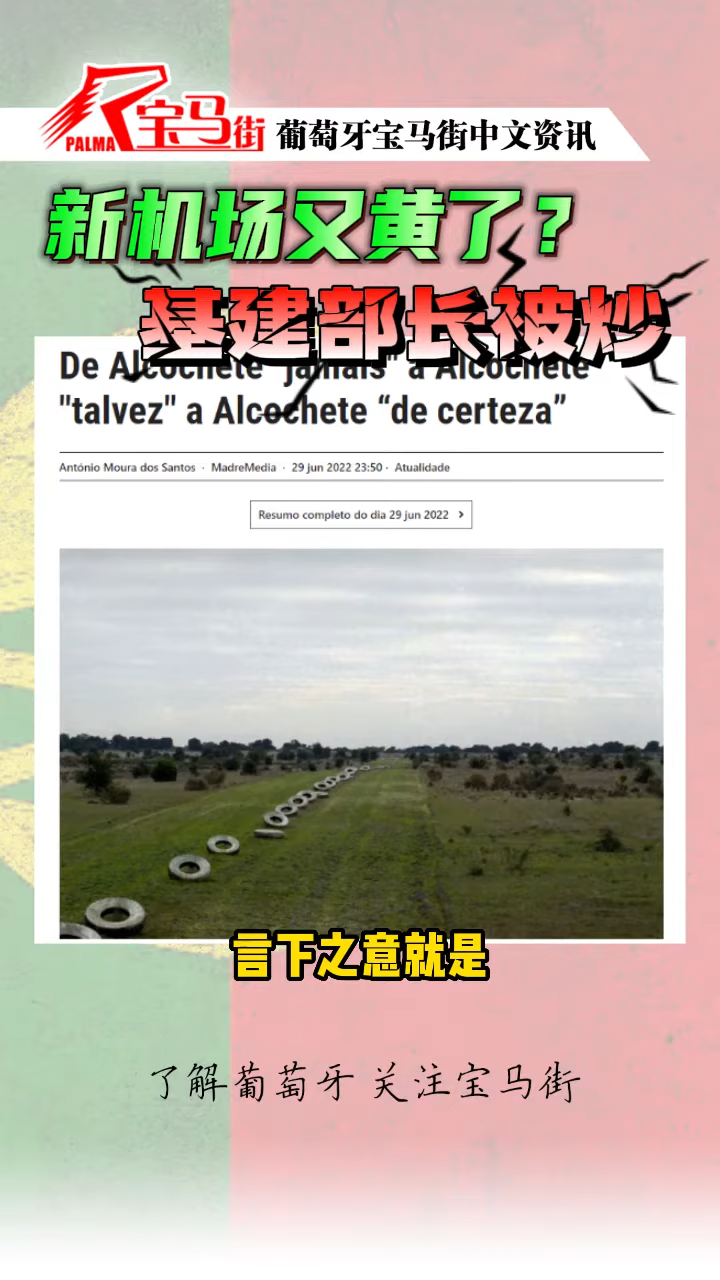 PALMA
宝马街
葡萄牙宝马街中文资讯
新机场又黄了？
基建部长被炒
De Alcochete "jamais" a Alcochete
"talvez" a Alcochete “de certeza”
António Moura dos Santos · MadreMedia · 29 jun 2022 23:50 · Atualidade
Resumo completo do dia 29 jun 2022 >
言下之意就是
了解葡萄牙 关注宝马街